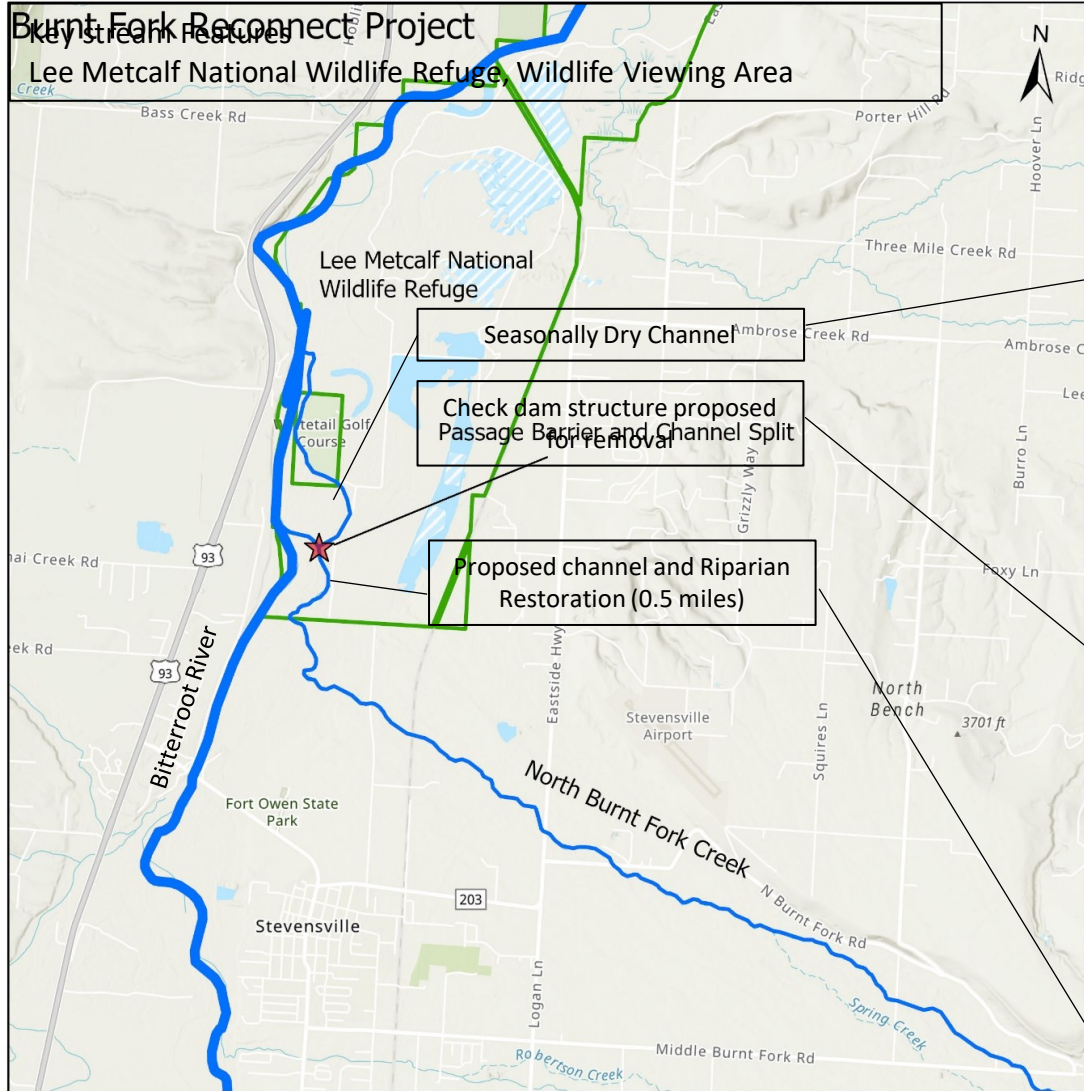 Burnt Fork Reconnect Project
Key stream Features
Lee Metcalf National Wildlife Refuge, Wildlife Viewing Area
N
Creek
Bass Creek Rd
Porter Hill Rd
Hoover Ln
Three Mile Creek Rd
Lee Metcalf National
Wildlife Refuge
Seasonally Dry Channel
Ambrose Creek Rd
Ambrose C
Lee
Check dam structure proposed
for removal
Passage Barrier and Channel Split
tetail Golf
Course
Grizzly Way
Burro Ln
93
nai Creek Rd
Foxy Ln
Proposed channel and Riparian
Restoration (0.5 miles)
eek Rd
93
Bitterroot River
Eastside Hwy
North
Bench
3701 ft
Stevensville
Airport
Squires Ln
North Burnt Fork Creek
Fort Owen State
Park
203
Stevensville
N Burnt Fork Rd
Logan Ln
Spring Creek
Middle Burnt Fork Rd
Robertson Creek